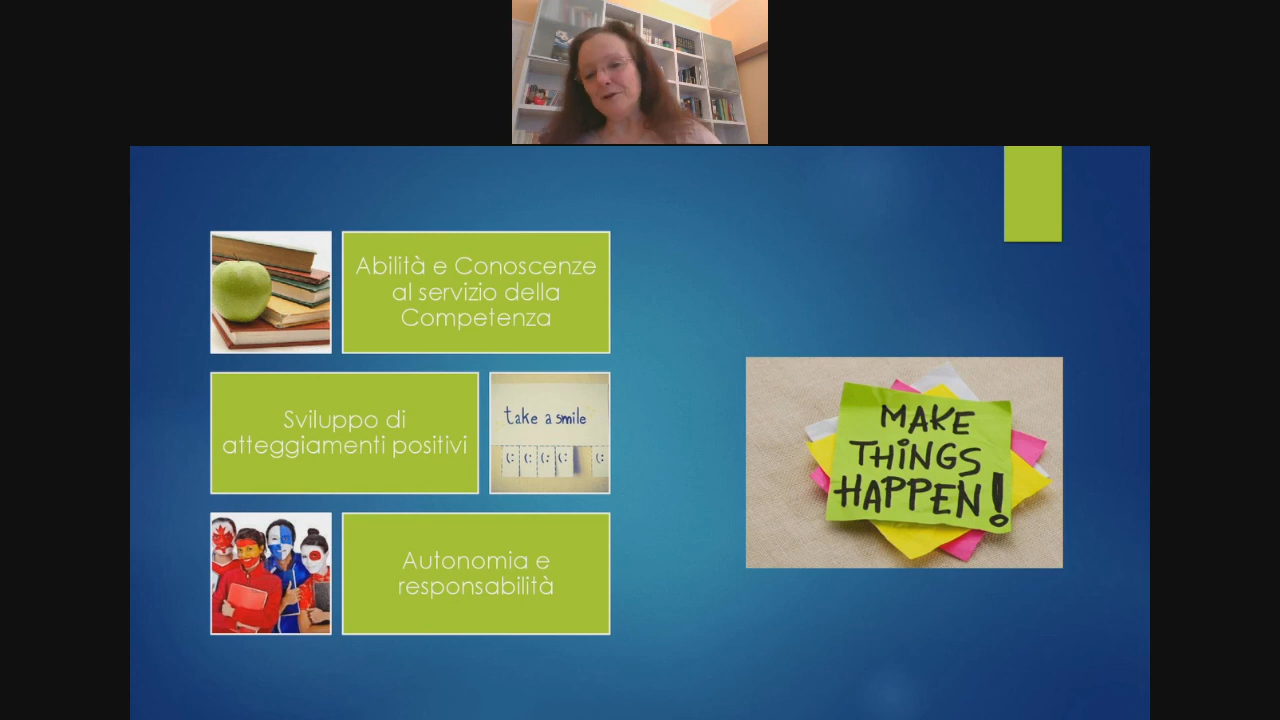 Abilità e Conoscenze
al servizio della
Competenza
Sviluppo di
atteggiamenti positivi
take a smile
(: (: (: (: (:
Autonomia e
responsabilità
MAKE
THiNGS
HAPPEN!